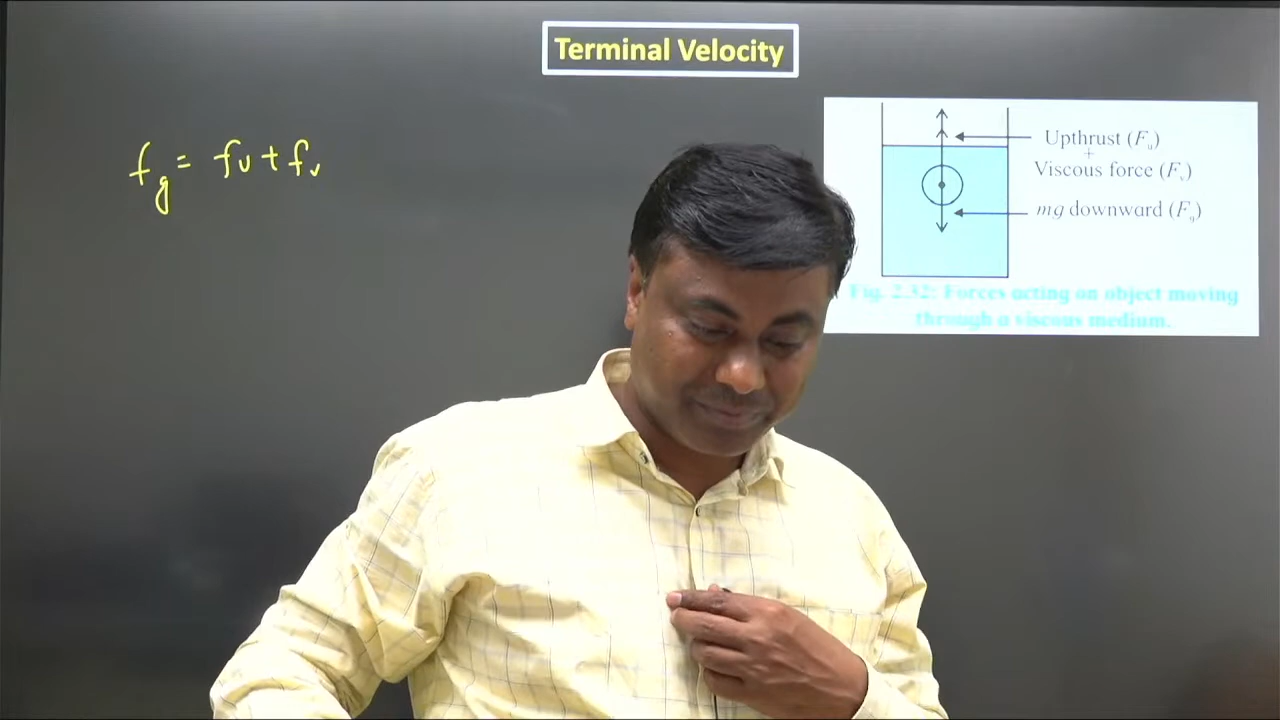 Terminal Velocity
fg = fu + fv
Upthrust (Fu)
+
Viscous force (Fv)
mg downward (Fg)
Fig. 2.32: Forces acting on object moving
through a viscous medium.